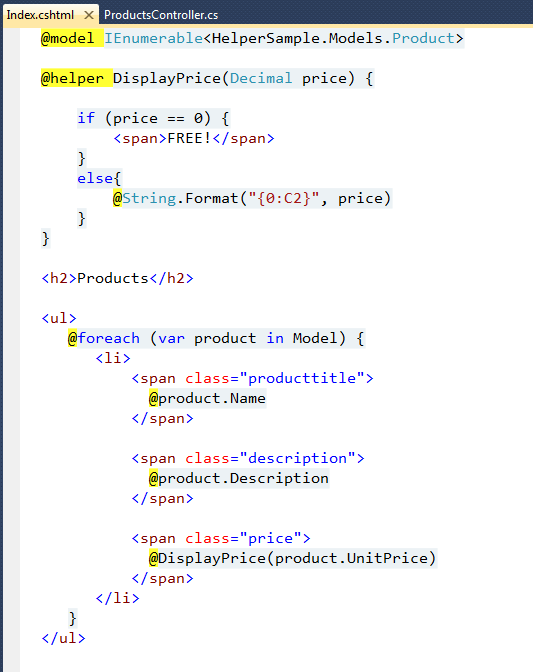 Index.cshtml × ProductsController.cs
@model IEnumerable<HelperSample.Models.Product>
@helper DisplayPrice(Decimal price) {
if (price == 0) {
<span>FREE!</span>
}
else{
@String.Format("{0:C2}", price)
}
}
<h2>Products</h2>
<ul>
@foreach (var product in Model) {
<li>
<span class="producttitle">
@product.Name
</span>
<span class="description">
@product.Description
</span>
<span class="price">
@DisplayPrice(product.UnitPrice)
</span>
</li>
}
</ul>